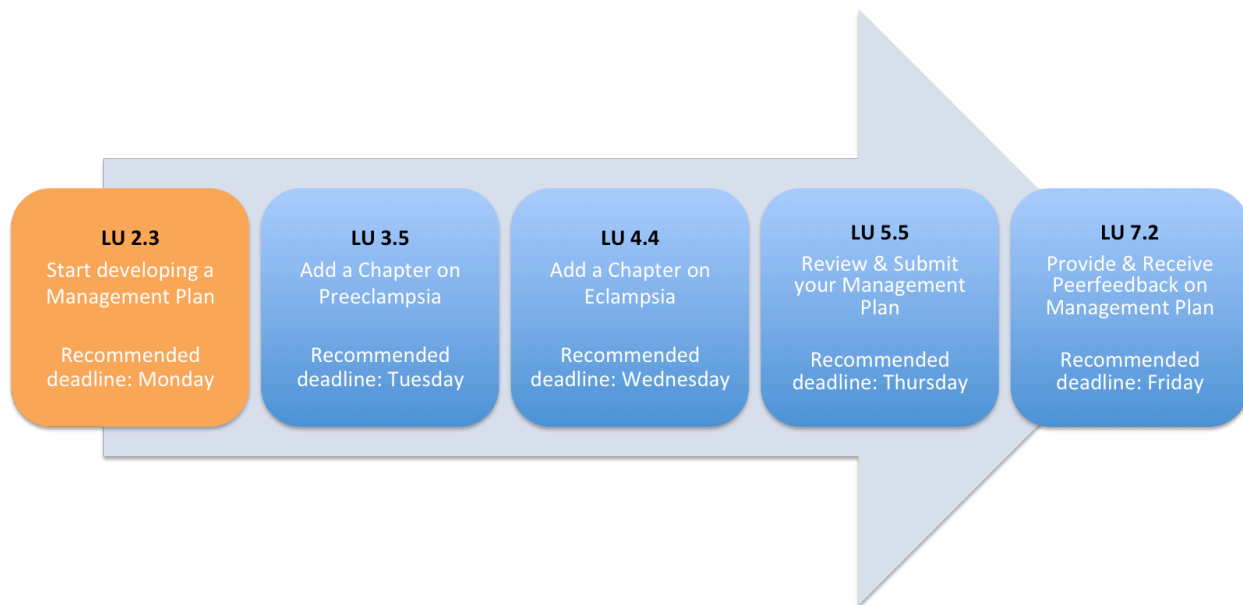 LU 2.3
Start developing a
Management Plan
Recommended
deadline: Monday
LU 3.5
Add a Chapter on
Preeclampsia
Recommended
deadline: Tuesday
LU 4.4
Add a Chapter on
Eclampsia
Recommended
deadline: Wednesday
LU 5.5
Review & Submit
your Management
Plan
Recommended
deadline: Thursday
LU 7.2
Provide & Receive
Peerfeedback on
Management Plan
Recommended
deadline: Friday